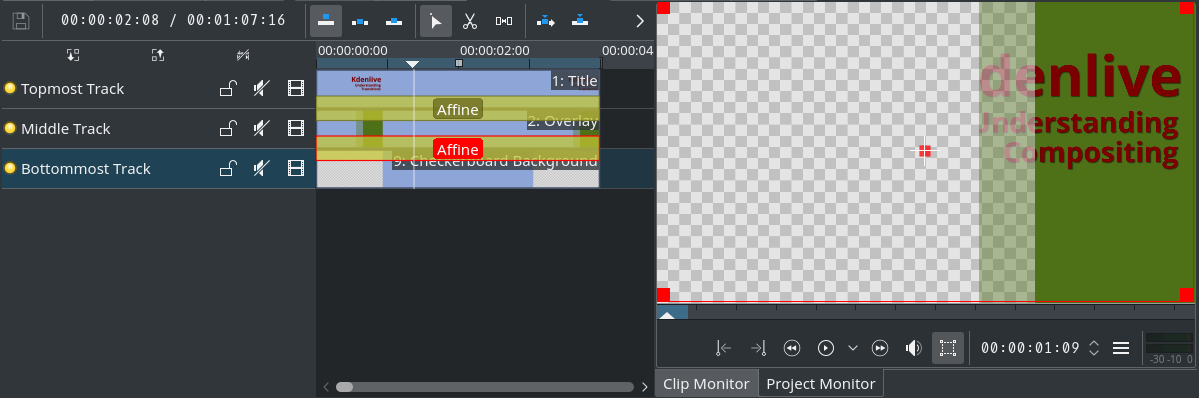 00:00:02:08 / 00:01:07:16
00:00:00:00
00:00:02:00
00:00:04
Topmost Track
Kdenlive
Understanding
1: Title
Affine
Middle Track
2: Overlay
Affine
Bottommost Track
9: Checkerboard Background
denlive
Understanding
Compositing
00:00:01:09
-30 -10 0
Clip Monitor
Project Monitor